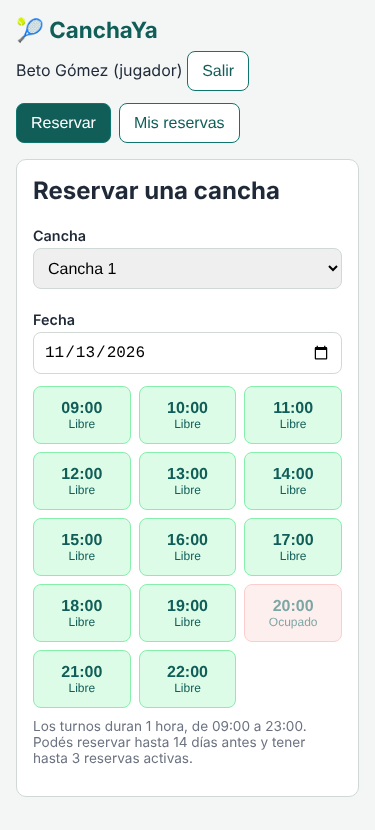 CanchaYa
Beto Gómez (jugador) Salir
Reservar Mis reservas
Reservar una cancha
Cancha
Cancha 1
Fecha
11/13/2026
09:00 10:00 11:00
Libre Libre Libre
12:00 13:00 14:00
Libre Libre Libre
15:00 16:00 17:00
Libre Libre Libre
18:00 19:00 20:00
Libre Libre Ocupado
21:00 22:00
Libre Libre
Los turnos duran 1 hora, de 09:00 a 23:00.
Podés reservar hasta 14 días antes y tener
hasta 3 reservas activas.